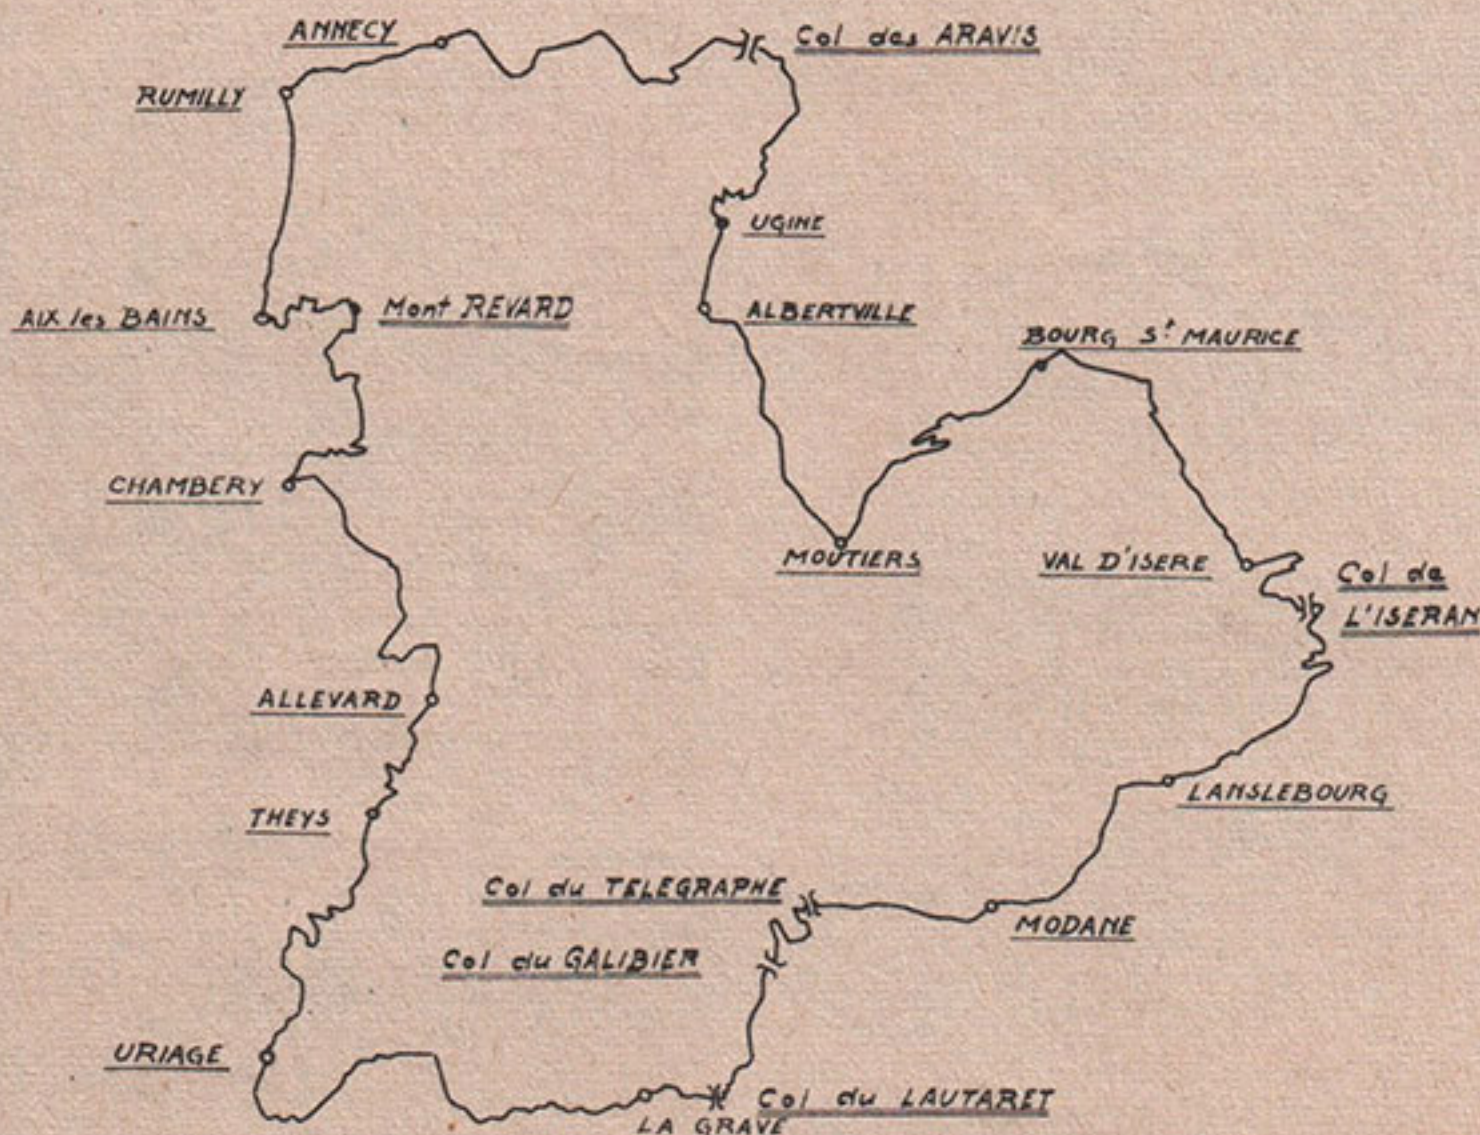 ANNECY
Col des ARAVIS
RUMILLY
UGINE
AIX les BAINS
Mont REVARD
ALBERTVILLE
BOURG St MAURICE
CHAMBERY
MOUTIERS
VAL D'ISERE
Col de
L'ISERAN
ALLEVARD
LANSLEBOURG
THEYS
Col du TELEGRAPHE
MODANE
Col du GALIBIER
URIAGE
Col du LAUTARET
LA GRAVE